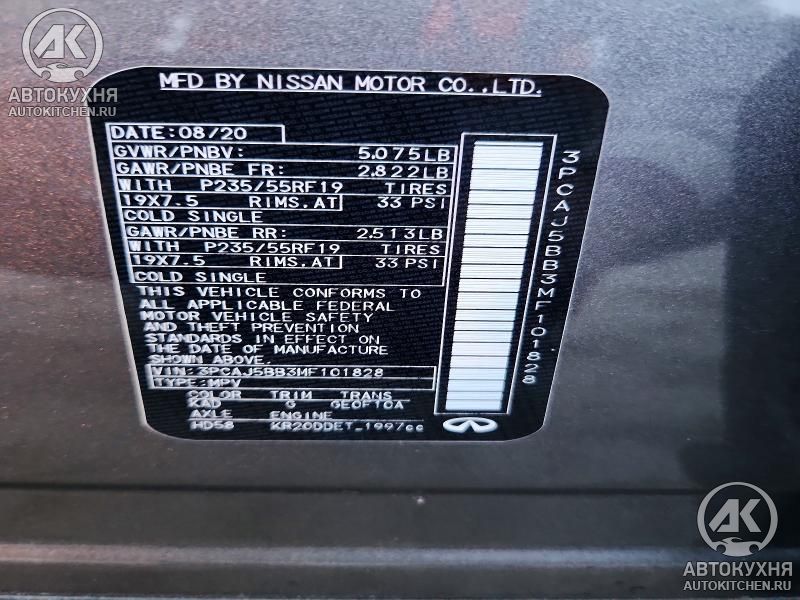 АВТОКУХНЯ
AUTOKITCHEN.RU
MFD BY NISSAN MOTOR CO.,LTD.
DATE:08/20
GVWR/PNBV: 5,075LB
GAWR/PNBE FR: 2,822LB
WITH P235/55RF19 TIRES
19X7.5 RIMS.AT 33 PSI
COLD SINGLE
GAWR/PNBE RR: 2,513LB
WITH P235/55RF19 TIRES
19X7.5 RIMS.AT 33 PSI
COLD SINGLE
THIS VEHICLE CONFORMS TO
ALL APPLICABLE FEDERAL
MOTOR VEHICLE SAFETY
AND THEFT PREVENTION
STANDARDS IN EFFECT ON
THE DATE OF MANUFACTURE
SHOWN ABOVE.
VIN:3PCAJ5BB3MF101828
TYPE:MPV
COLOR TRIM TRANS
KAD G GE0F10A
AXLE ENGINE
HD58 KR20DDET 1997cc
3PCAJ5BB3MF101828
АВТОКУХНЯ
AUTOKITCHEN.RU